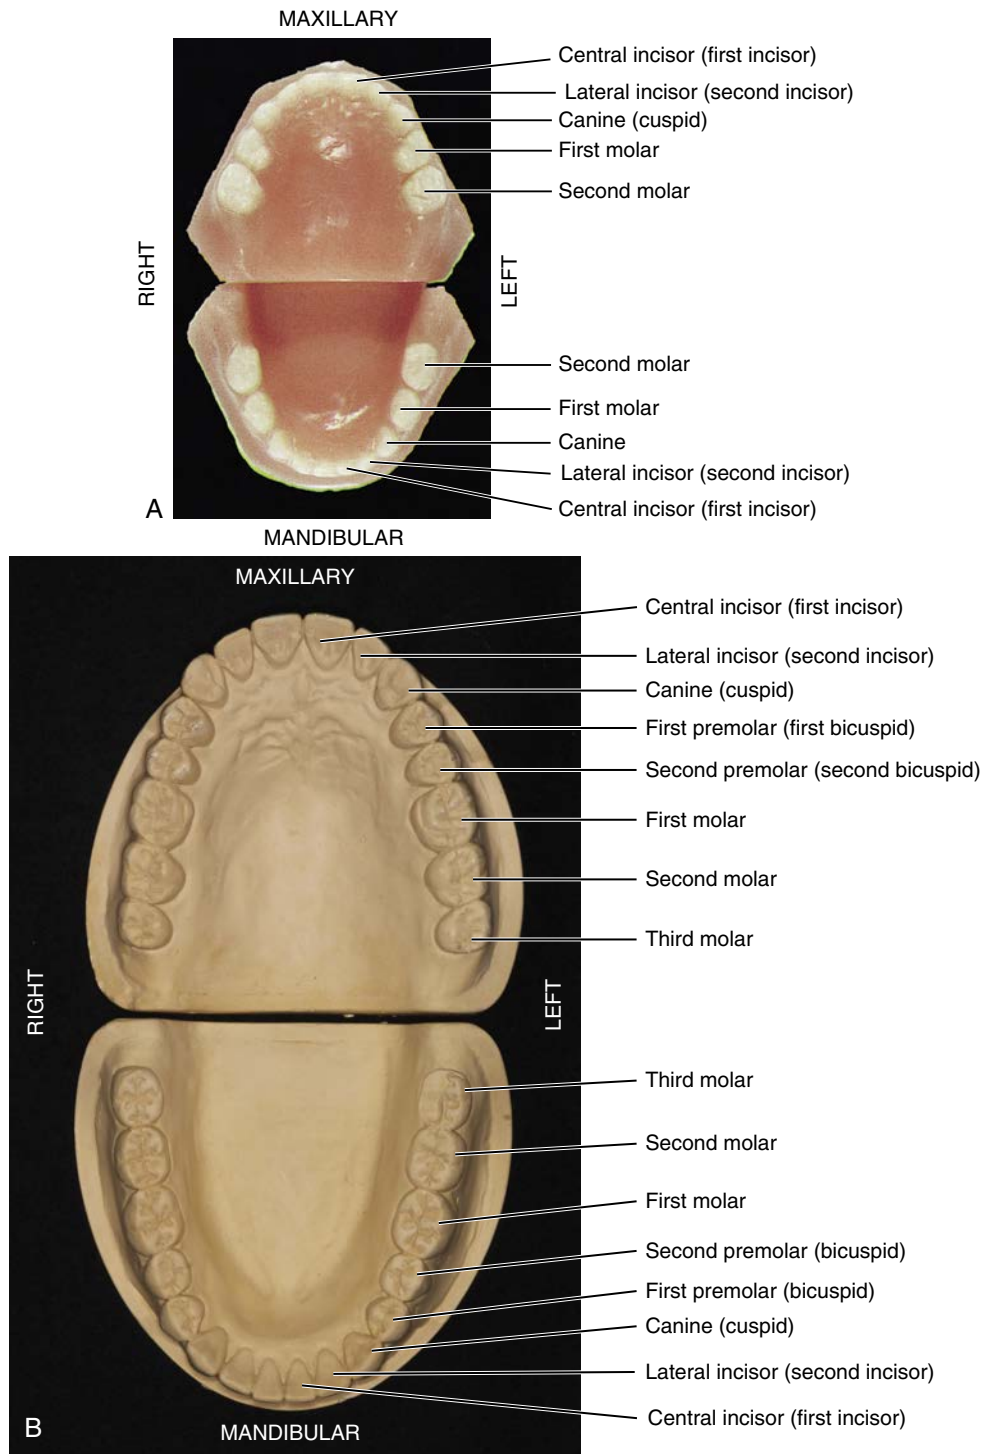 MAXILLARY
Central incisor (first incisor)
Lateral incisor (second incisor)
Canine (cuspid)
First molar
Second molar
RIGHT
LEFT
Second molar
First molar
Canine
Lateral incisor (second incisor)
Central incisor (first incisor)
A
MANDIBULAR
MAXILLARY
Central incisor (first incisor)
Lateral incisor (second incisor)
Canine (cuspid)
First premolar (first bicuspid)
Second premolar (second bicuspid)
First molar
Second molar
Third molar
RIGHT
LEFT
Third molar
Second molar
First molar
Second premolar (bicuspid)
First premolar (bicuspid)
Canine (cuspid)
Lateral incisor (second incisor)
Central incisor (first incisor)
B
MANDIBULAR